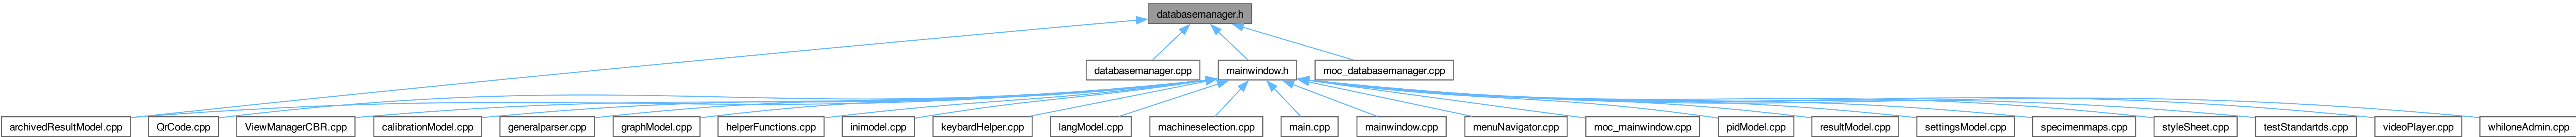 databasemanager.h
databasemanager.cpp
mainwindow.h
moc_databasemanager.cpp
archivedResultModel.cpp
QrCode.cpp
ViewManagerCBR.cpp
calibrationModel.cpp
generalparser.cpp
graphModel.cpp
helperFunctions.cpp
inimodel.cpp
keybardHelper.cpp
langModel.cpp
machineselection.cpp
main.cpp
mainwindow.cpp
menuNavigator.cpp
moc_mainwindow.cpp
pidModel.cpp
resultModel.cpp
settingsModel.cpp
specimenmaps.cpp
styleSheet.cpp
testStandartds.cpp
videoPlayer.cpp
whiloneAdmin.cpp